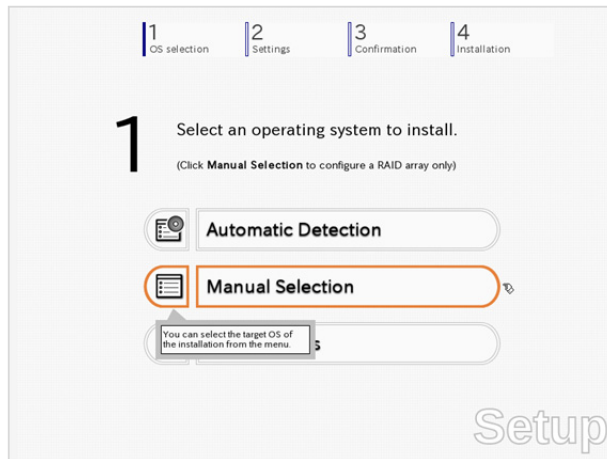 1
OS selection
2
Settings
3
Confirmation
4
Installation
1
Select an operating system to install.
(Click Manual Selection to configure a RAID array only)
Automatic Detection
Manual Selection
You can select the target OS of
the installation from the menu.
Setup